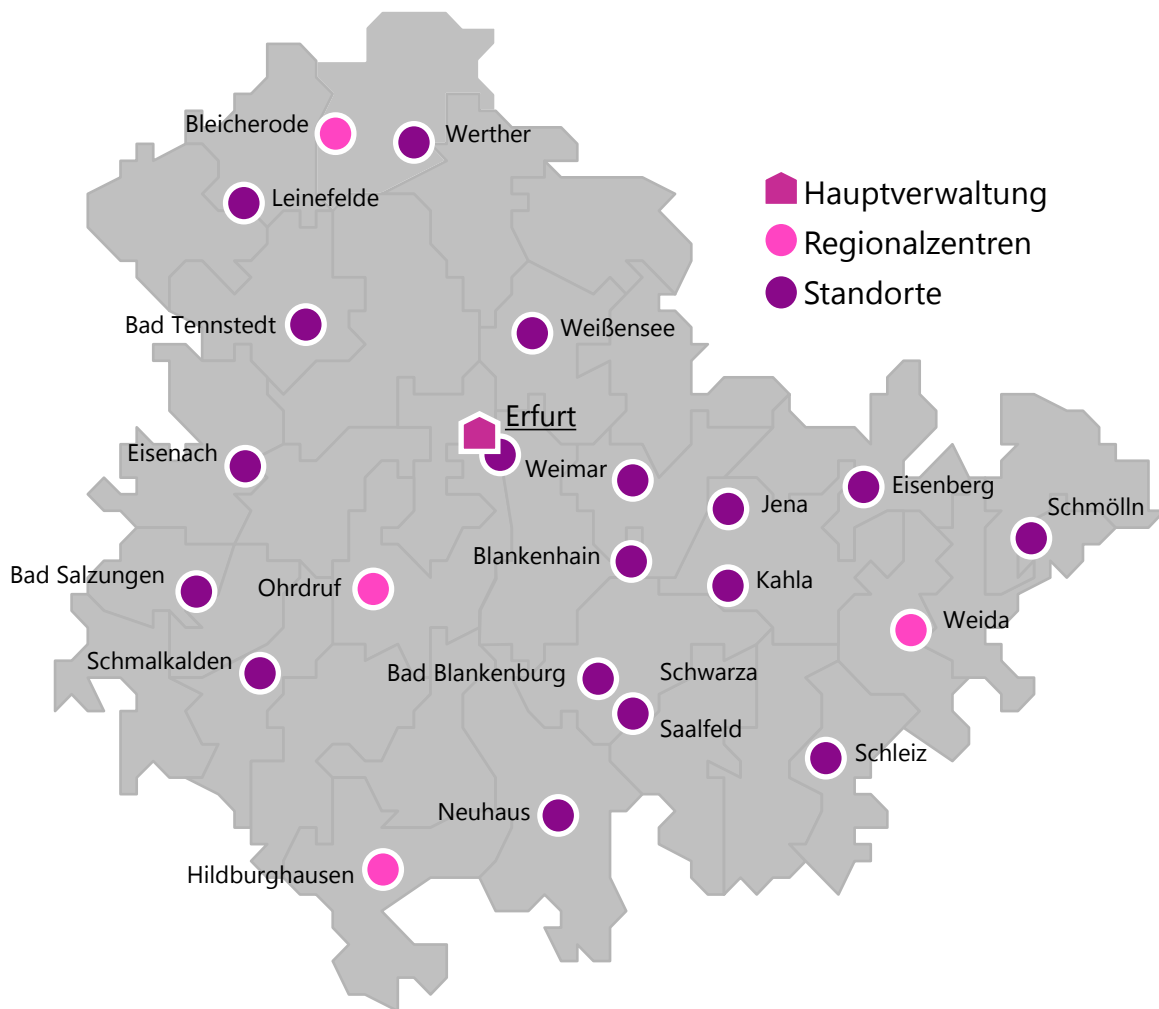 Bleicherode
Werther
Leinefelde
Hauptverwaltung
Regionalzentren
Standorte
Bad Tennstedt
Weißensee
Erfurt
Eisenach
Weimar
Eisenberg
Jena
Schmölln
Blankenhain
Bad Salzungen
Ohrdruf
Kahla
Weida
Schmalkalden
Bad Blankenburg
Schwarza
Saalfeld
Schleiz
Neuhaus
Hildburghausen